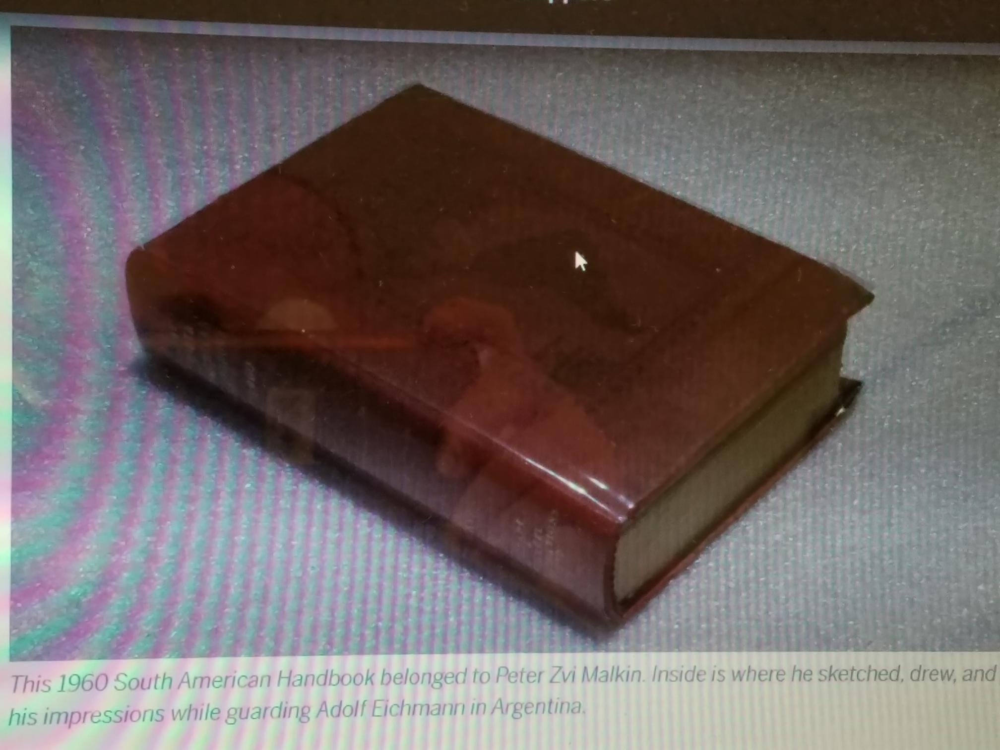 This 1960 South American Handbook belonged to Peter Zvi Malkin. Inside is where he sketched, drew, and
his impressions while guarding Adolf Eichmann in Argentina.